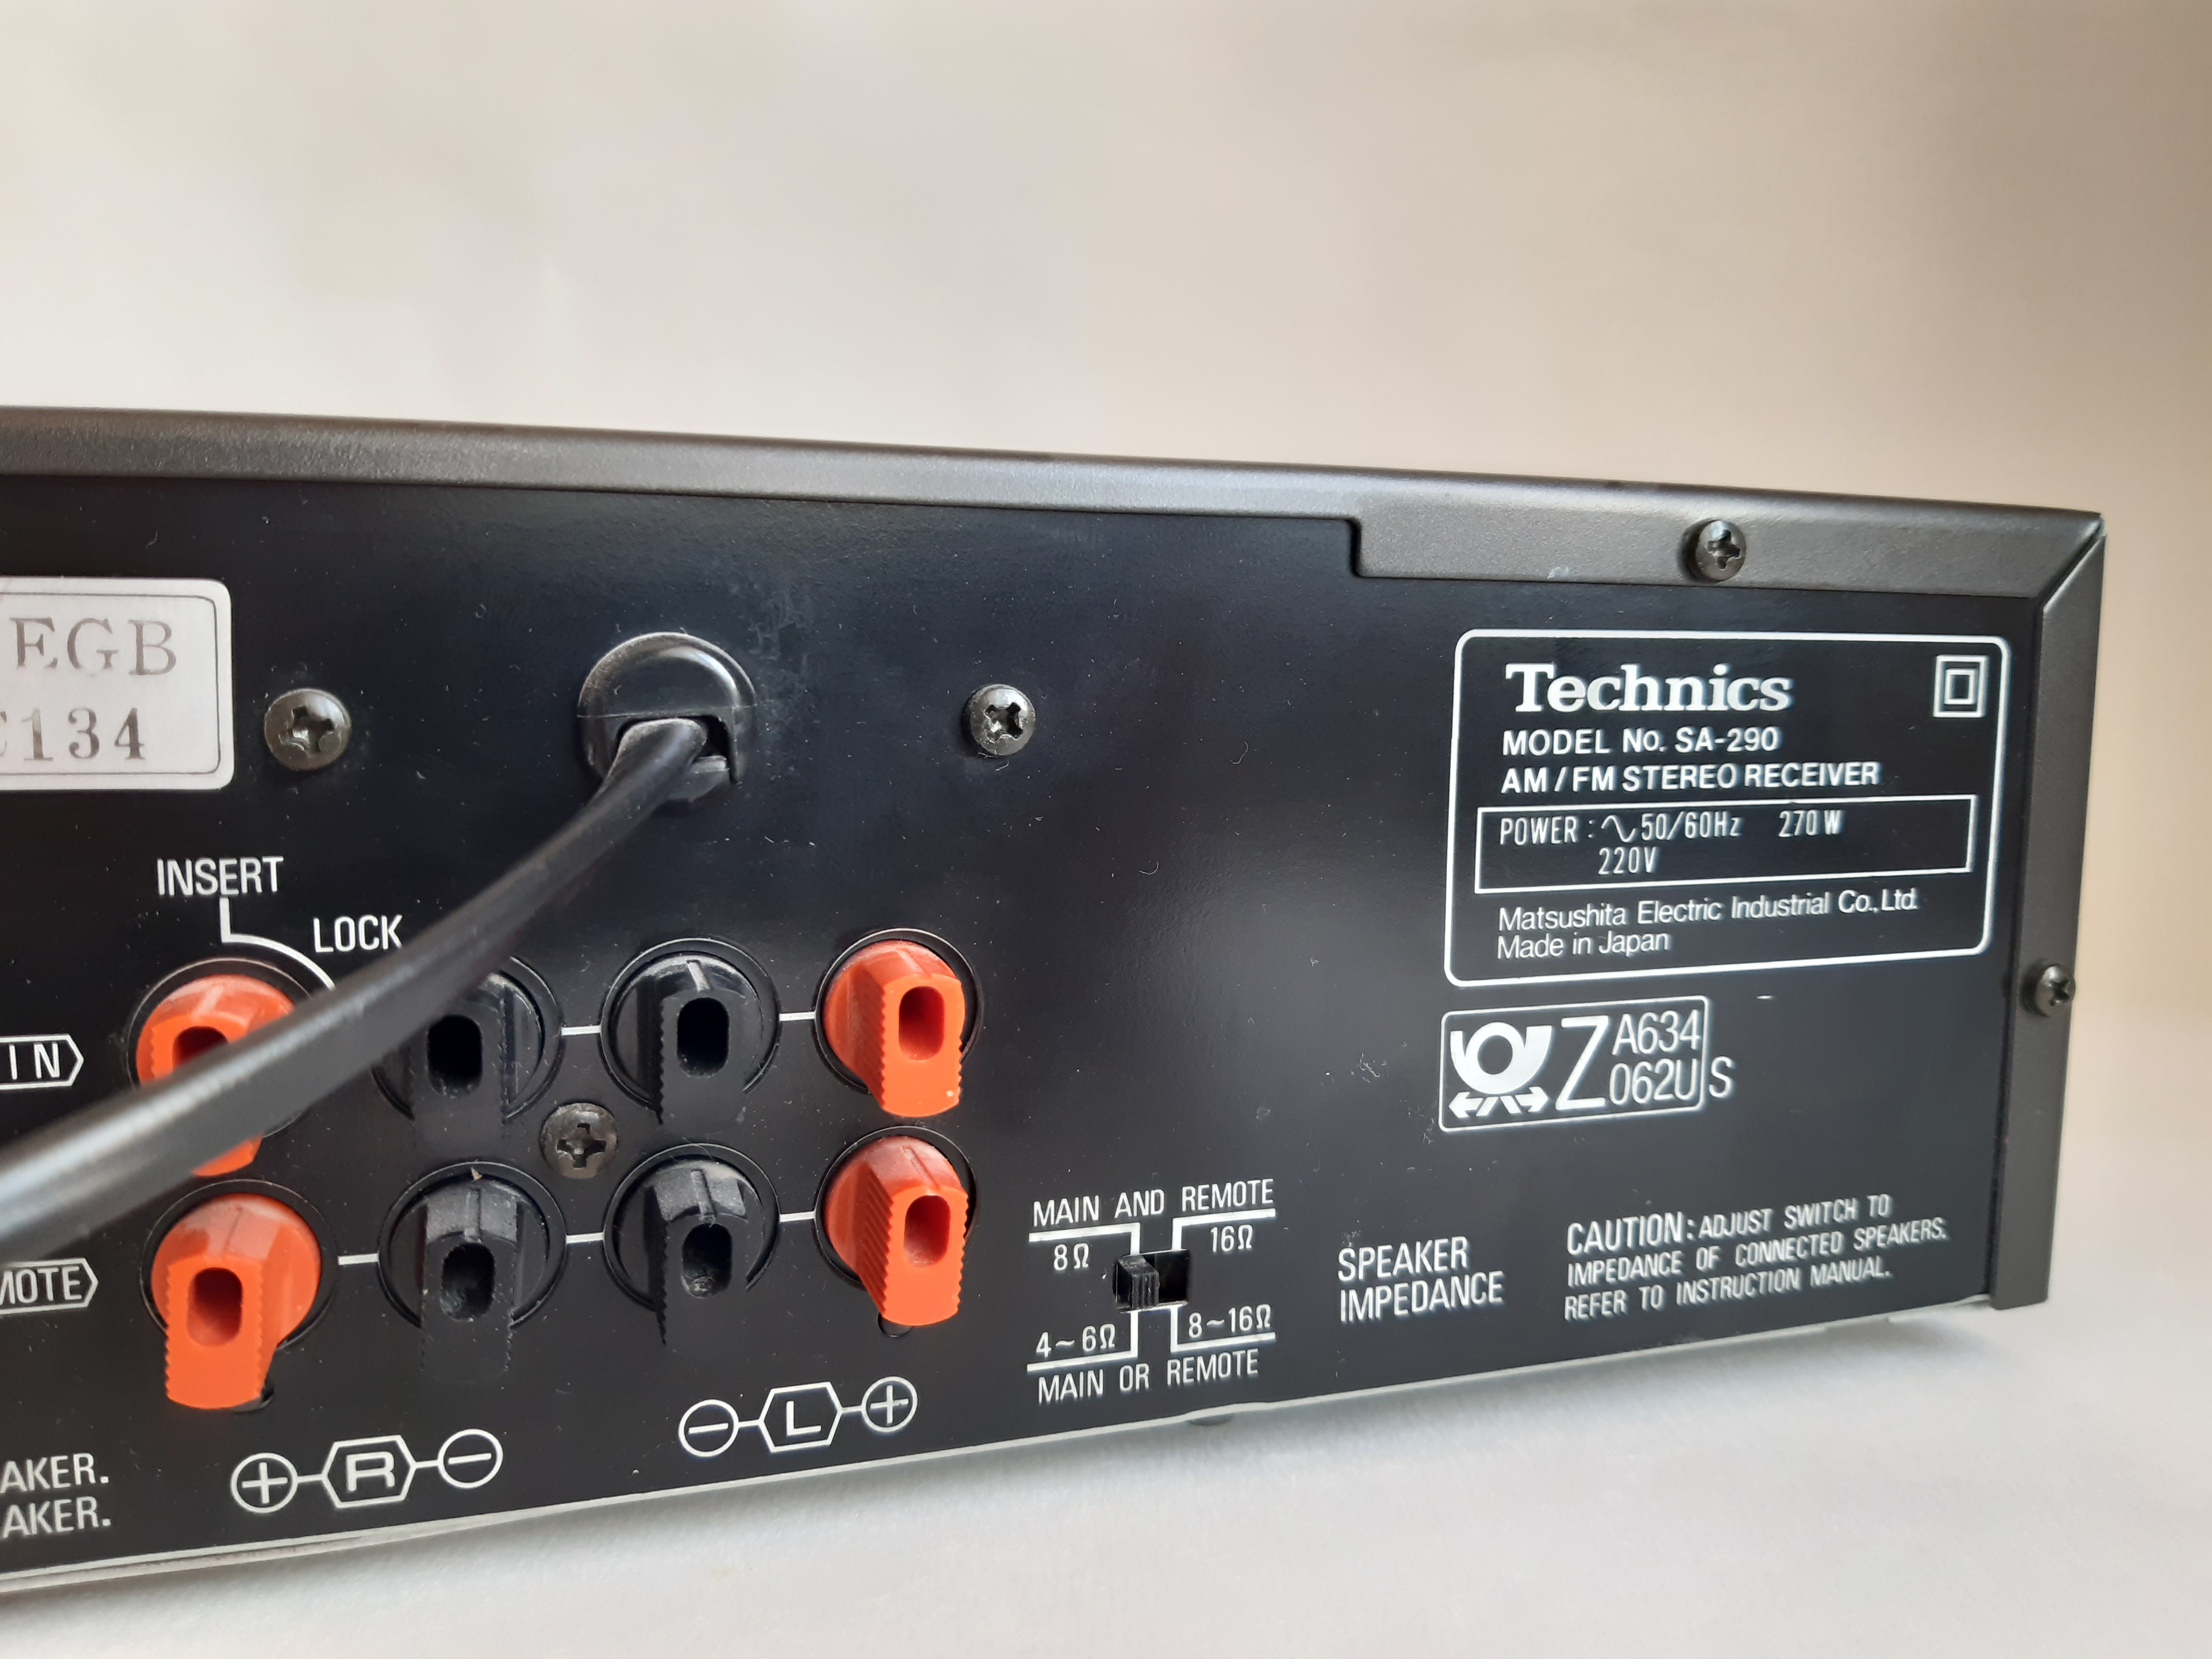 EGB
134
INSERT
LOCK
IN
MOTE
AKER.
AKER.
+ R −
− L +
MAIN AND REMOTE
8Ω 16Ω
4~6Ω 8~16Ω
MAIN OR REMOTE
SPEAKER
IMPEDANCE
CAUTION: ADJUST SWITCH TO
IMPEDANCE OF CONNECTED SPEAKERS.
REFER TO INSTRUCTION MANUAL.
Technics
MODEL No. SA-290
AM/FM STEREO RECEIVER
POWER : ∿ 50/60Hz 270W
220V
Matsushita Electric Industrial Co., Ltd.
Made in Japan
Z A634
062U S